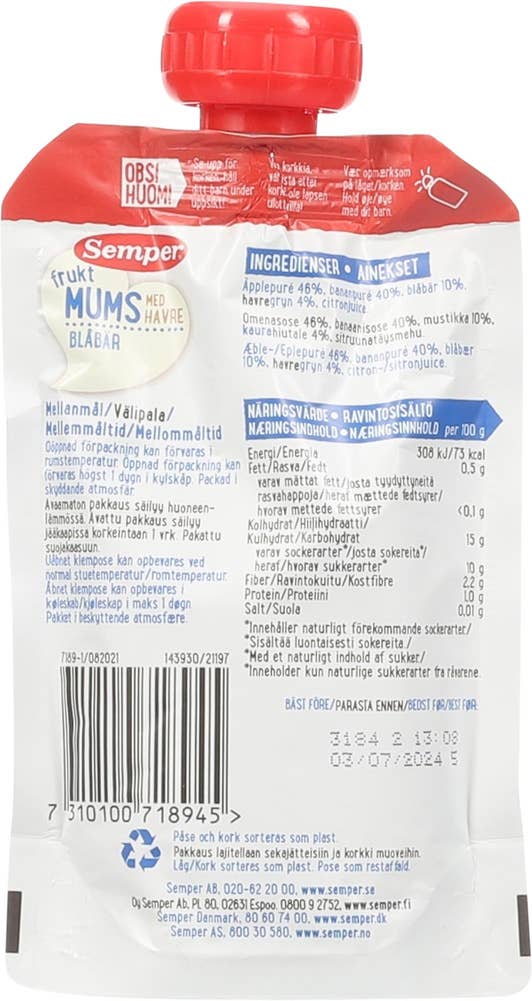 OBS!
HUOM!
Se upp för
korken, håll
ditt barn under
uppsikt!
korkkia,
ista etter
kork ole lapsen
ulottvilla!
Vær opmærksom
på låget/korken.
Hold øje/øye
med dit barn.
Semper
frukt
MUMS MED
HAVRE
BLÅBÄR
INGREDIENSER • AINEKSET
Äpplepuré 46%, bananpuré 40%, blåbär 10%,
havregryn 4%, citronjuice.
Omenasose 46%, banaanisose 40%, mustikka 10%,
kaurahiutale 4%, sitruunatäysmehu.
Æble-/Eplepuré 46%, bananpuré 40%, blåbær
10%, havregryn 4%, citron-/sitronjuice.
Mellanmål/Välipala/
Mellemmåltid/Mellommåltid
Oöppnad förpackning kan förvaras i
rumstemperatur. Öppnad förpackning kan
förvaras högst 1 dygn i kylskåp. Packad i
skyddande atmosfär.
Avaamaton pakkaus säilyy huoneen-
lämmössä. Avattu pakkaus säilyy
jääkaapissa korkeintaan 1 vrk. Pakattu
suojakaasuun.
Uåbnet klempose kan opbevares ved
normal stuetemperatur/romtemperatur.
Åbnet klempose kan opbevares i
køleskab/kjøleskap i maks 1 døgn.
Pakket i beskyttende atmosfære.
NÄRINGSVÄRDE • RAVINTOSISÄLTÖ
NÆRINGSINDHOLD • NÆRINGSINNHOLD per 100 g
Energi/Energia 308 kJ/73 kcal
Fett/Rasva/Fedt 0,5 g
varav mättat fett/josta tyydyttyneitä
rasvahappoja/heraf mættede fedtsyrer/
hvorav mettede fettsyrer <0,1 g
Kolhydrat/Hiilihydraatti/
Kulhydrat/Karbohydrat 15 g
varav sockerarter*/josta sokereita*/
heraf/hvorav sukkerarter* 10 g
Fiber/Ravintokuitu/Kostfibre 2,2 g
Protein/Proteiini 1,0 g
Salt/Suola 0,01 g
*Innehåller naturligt förekommande sockerarter/
*Sisältää luontaisesti sokereita/
*Med et naturligt indhold af sukker/
*Inneholder kun naturlige sukkerarter fra råvarene.
7189-1/082021 143930/21197
BÄST FÖRE/PARASTA ENNEN/BEDST FØR/BEST FØR:
3184 2 13:08
03/07/2024 5
7 310100 718945 >
Påse och kork sorteras som plast.
Pakkaus lajitellaan sekajätteisiin ja korkki muoveihin.
Låg/Kork sorteres som plast. Pose som restaffald.
Semper AB, 020-62 20 00, www.semper.se
Oy Semper Ab, PL 80, 02631 Espoo. 0800 9 2752, www.semper.fi
Semper Danmark, 80 60 74 00, www.semper.dk
Semper AS, 800 30 580, www.semper.no